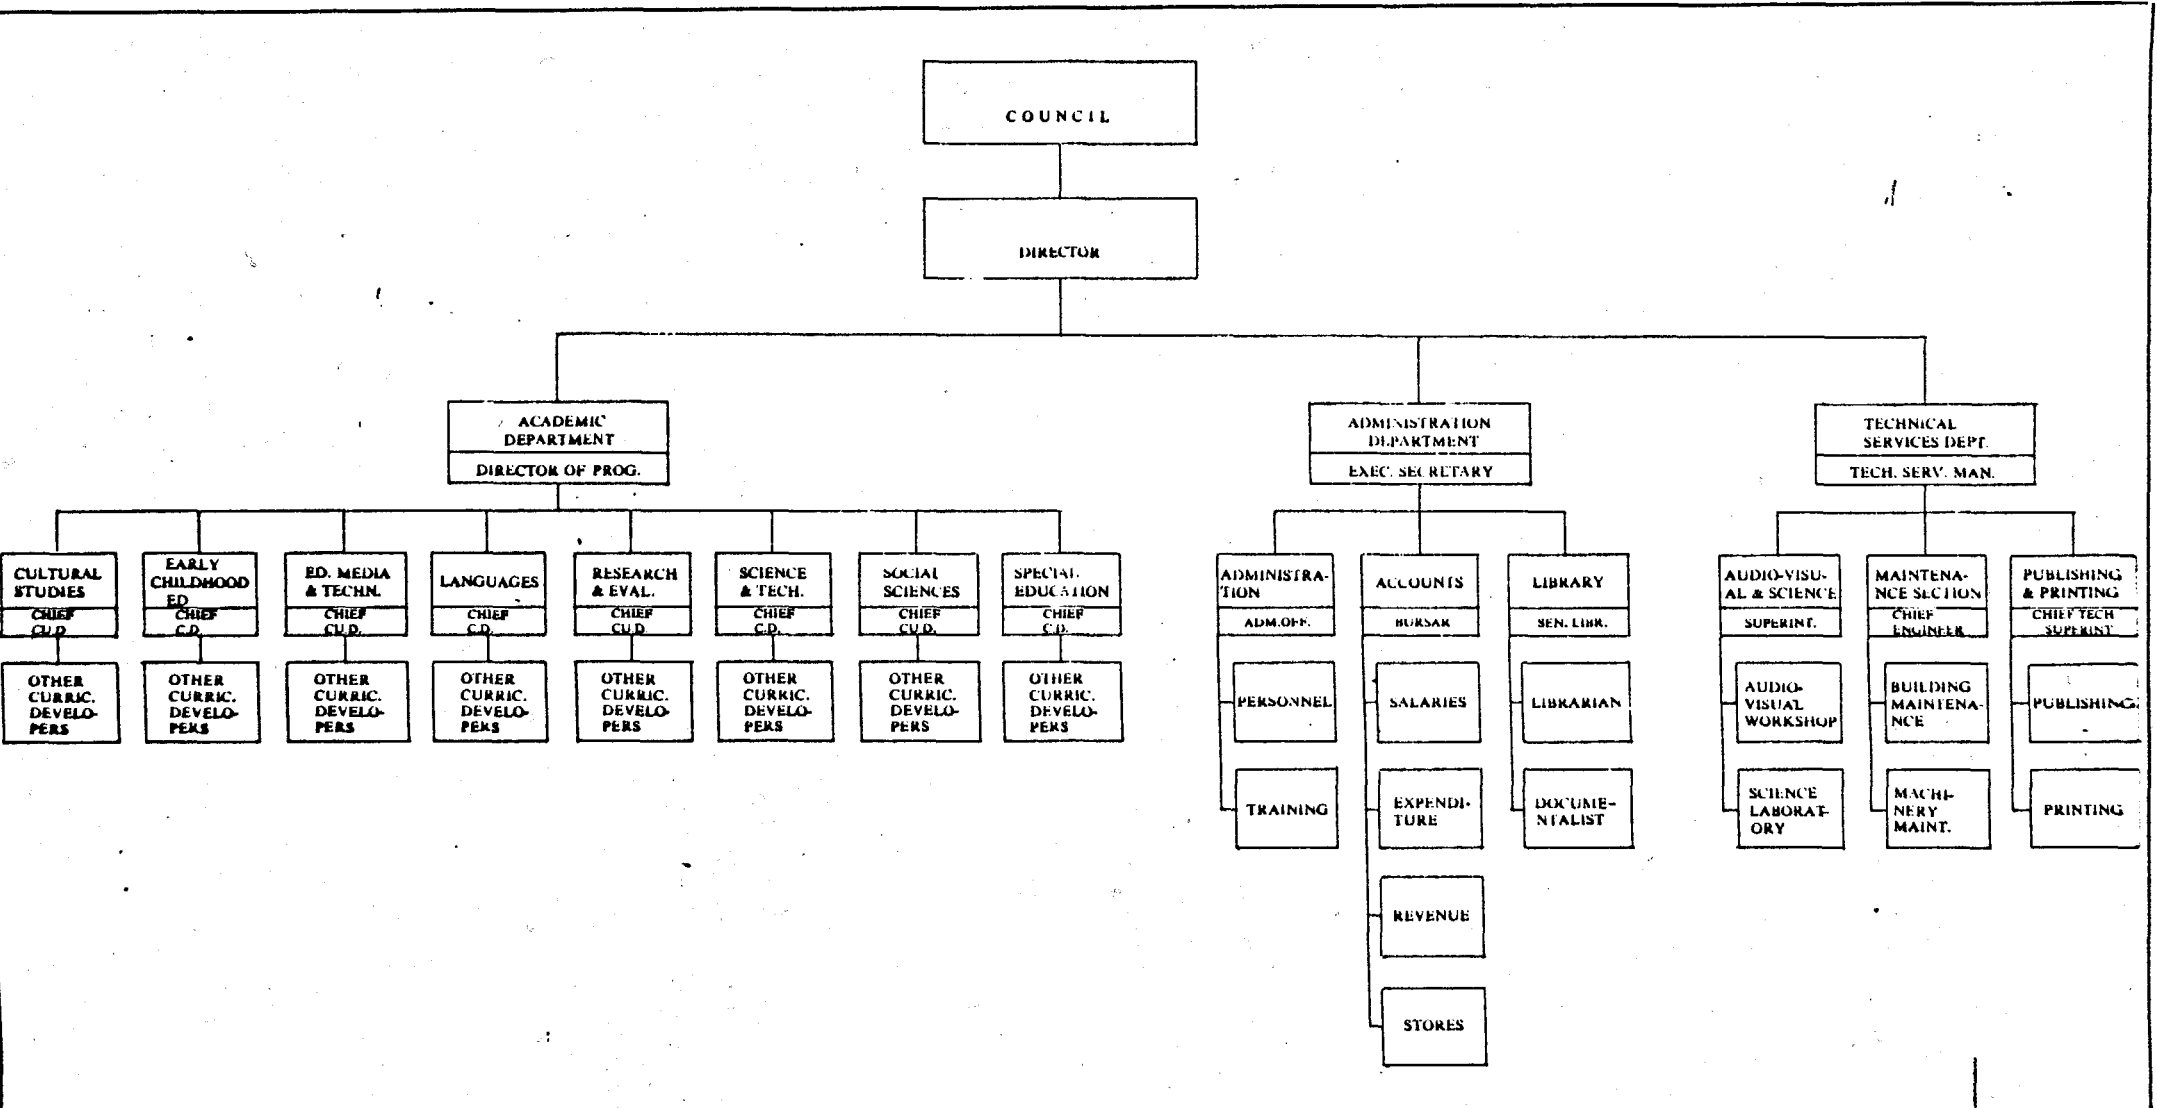 COUNCIL
DIRECTOR
ACADEMIC
DEPARTMENT
DIRECTOR OF PROG.
ADMINISTRATION
DEPARTMENT
EXEC. SECRETARY
TECHNICAL
SERVICES DEPT.
TECH. SERV. MAN.
CULTURAL
STUDIES
CHIEF
CU.D.
EARLY
CHILDHOOD
ED
CHIEF
C.D.
ED. MEDIA
& TECHN.
CHIEF
CU.D.
LANGUAGES
CHIEF
C.D.
RESEARCH
& EVAL.
CHIEF
CU.D
SCIENCE
& TECH.
CHIEF
C.D.
SOCIAL
SCIENCES
CHIEF
CU.D.
SPECIAL
EDUCATION
CHIEF
C.D.
ADMINISTRA-
TION
ADM.OFF.
ACCOUNTS
BURSAR
LIBRARY
SEN. LIBR.
AUDIO-VISU-
AL & SCIENCE
SUPERINT.
MAINTENA-
NCE SECTION
CHIEF
ENGINEER
PUBLISHING
& PRINTING
CHIEF TECH
SUPERINT
OTHER
CURRIC.
DEVELO-
PERS
OTHER
CURRIC.
DEVELO-
PERS
OTHER
CURRIC.
DEVELO-
PERS
OTHER
CURRIC.
DEVELO-
PERS
OTHER
CURRIC.
DEVELO-
PERS
OTHER
CURRIC.
DEVELO-
PERS
OTHER
CURRIC.
DEVELO-
PERS
OTHER
CURRIC.
DEVELO-
PERS
PERSONNEL
SALARIES
LIBRARIAN
AUDIO-
VISUAL
WORKSHOP
BUILDING
MAINTENA-
NCE
PUBLISHING
TRAINING
EXPENDI-
TURE
DOCUME-
NTALIST
SCIENCE
LABORAT-
ORY
MACHI-
NERY
MAINT.
PRINTING
REVENUE
STORES